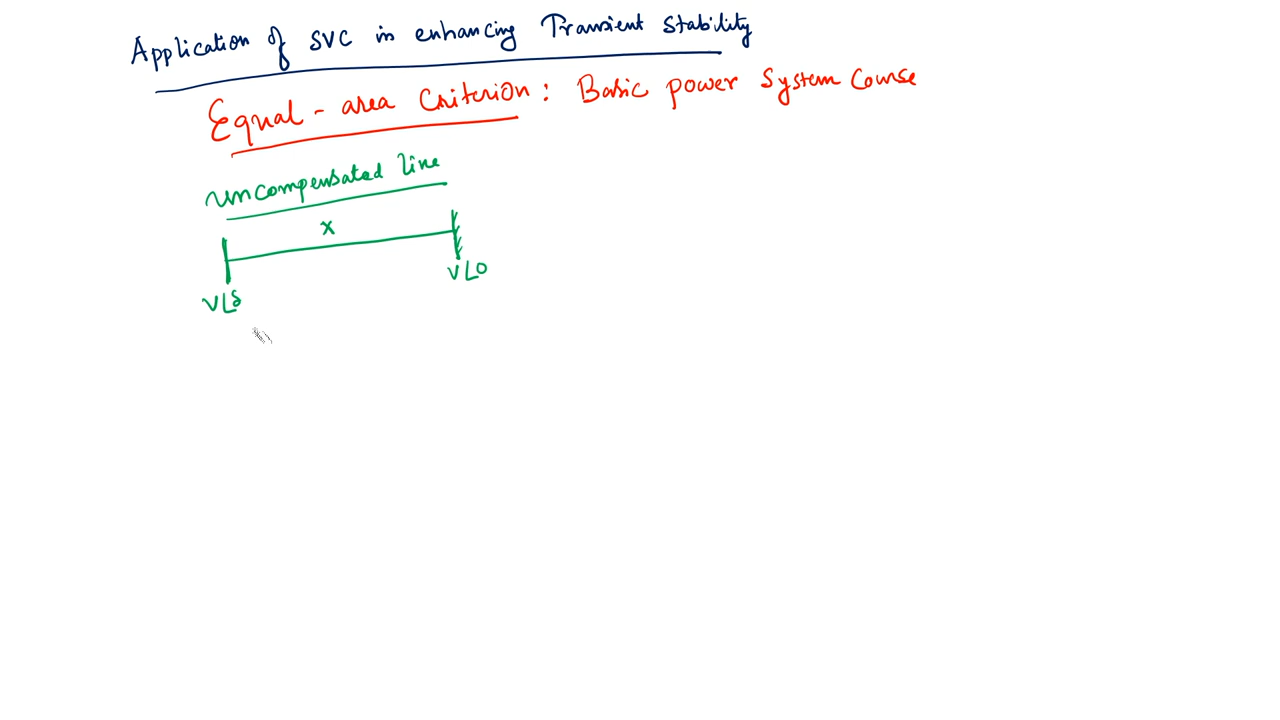 Application of SVC in enhancing Transient Stability
Equal-area Criterion: Basic power System Course
uncompensated line
x
V∠0
V∠δ